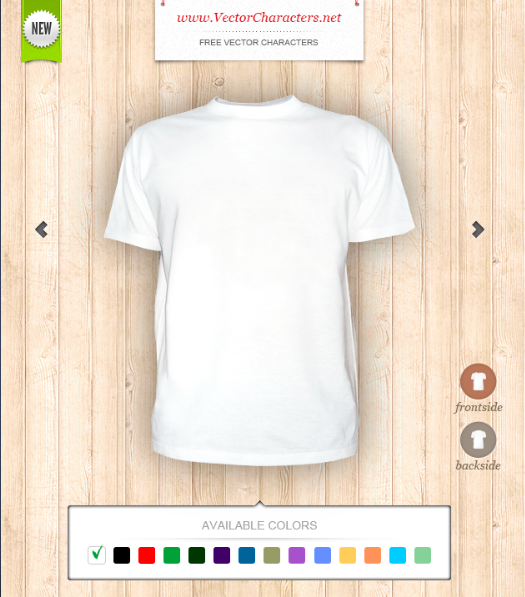 NEW
www.VectorCharacters.net
FREE VECTOR CHARACTERS
frontside
backside
AVAILABLE COLORS